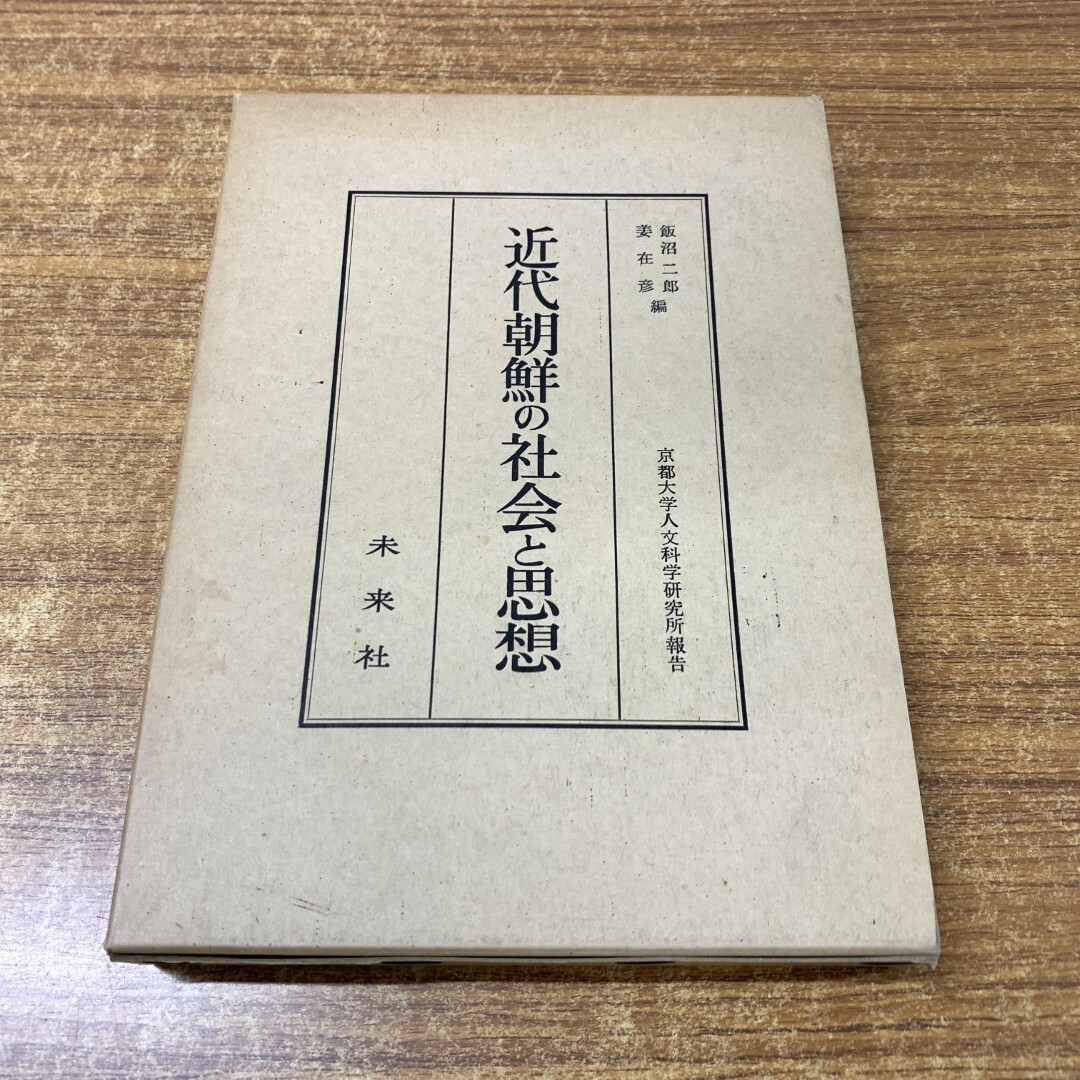 飯沼二郎
姜在彦
編
京都大学人文科学研究所報告
近代朝鮮の社会と思想
未来社